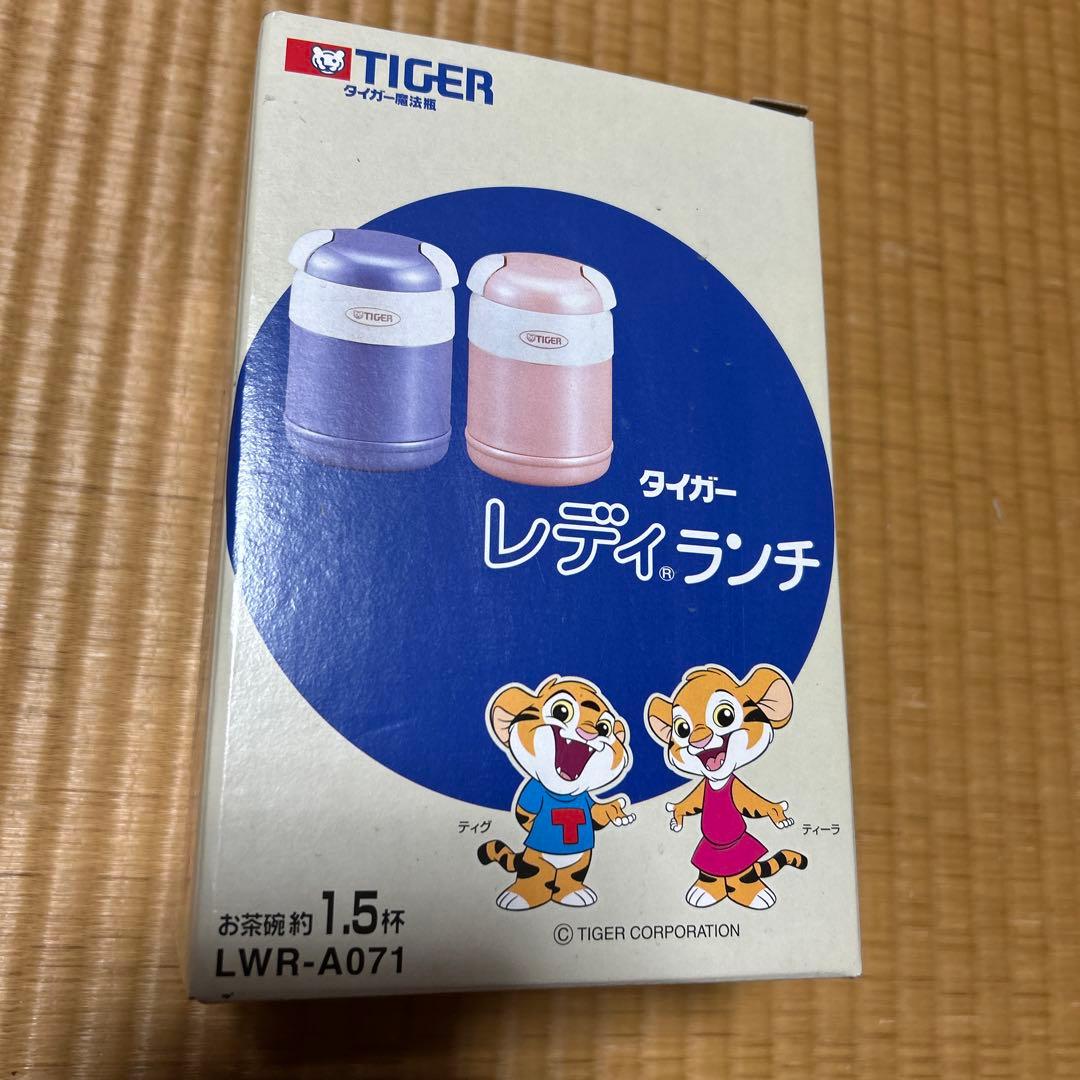 TIGER
タイガー魔法瓶
TIGER
TIGER
タイガー
レディ®ランチ
T
ティグ
ティーラ
お茶碗約1.5杯
LWR-A071
© TIGER CORPORATION